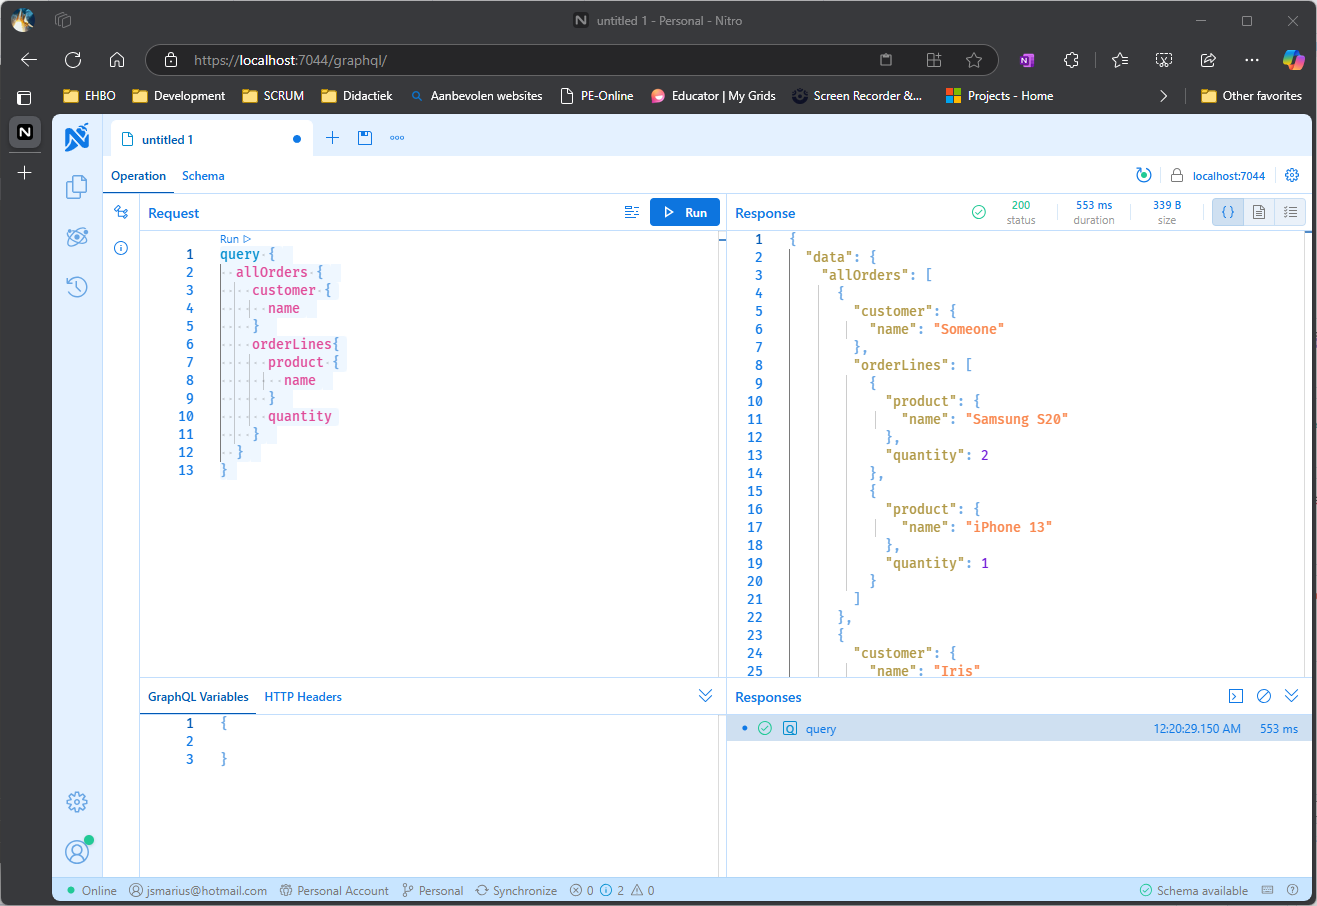 untitled 1 - Personal - Nitro
https://localhost:7044/graphql/
EHBO Development SCRUM Didactiek Aanbevolen websites PE-Online Educator | My Grids Screen Recorder &... Projects - Home Other favorites
untitled 1
Operation Schema localhost:7044
Request Run
Run
1 query {
2 allOrders {
3 customer {
4 name
5 }
6 orderLines{
7 product {
8 name
9 }
10 quantity
11 }
12 }
13 }
Response 200 status 553 ms duration 339 B size
1 {
2 "data": {
3 "allOrders": [
4 {
5 "customer": {
6 "name": "Someone"
7 },
8 "orderLines": [
9 {
10 "product": {
11 "name": "Samsung S20"
12 },
13 "quantity": 2
14 },
15 {
16 "product": {
17 "name": "iPhone 13"
18 },
19 "quantity": 1
20 }
21 ]
22 },
23 {
24 "customer": {
25 "name": "Iris"
GraphQL Variables HTTP Headers
1 {
2
3 }
Responses
query 12:20:29.150 AM 553 ms
Online jsmarius@hotmail.com Personal Account Personal Synchronize 0 2 0 Schema available